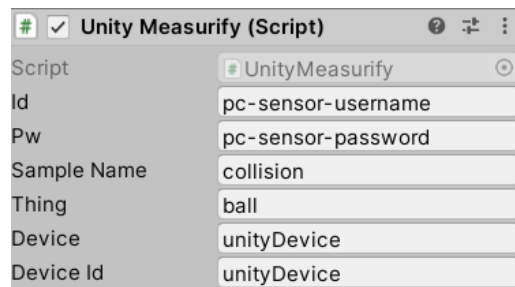 # Unity Measurify (Script)
Script # UnityMeasurify
Id pc-sensor-username
Pw pc-sensor-password
Sample Name collision
Thing ball
Device unityDevice
Device Id unityDevice